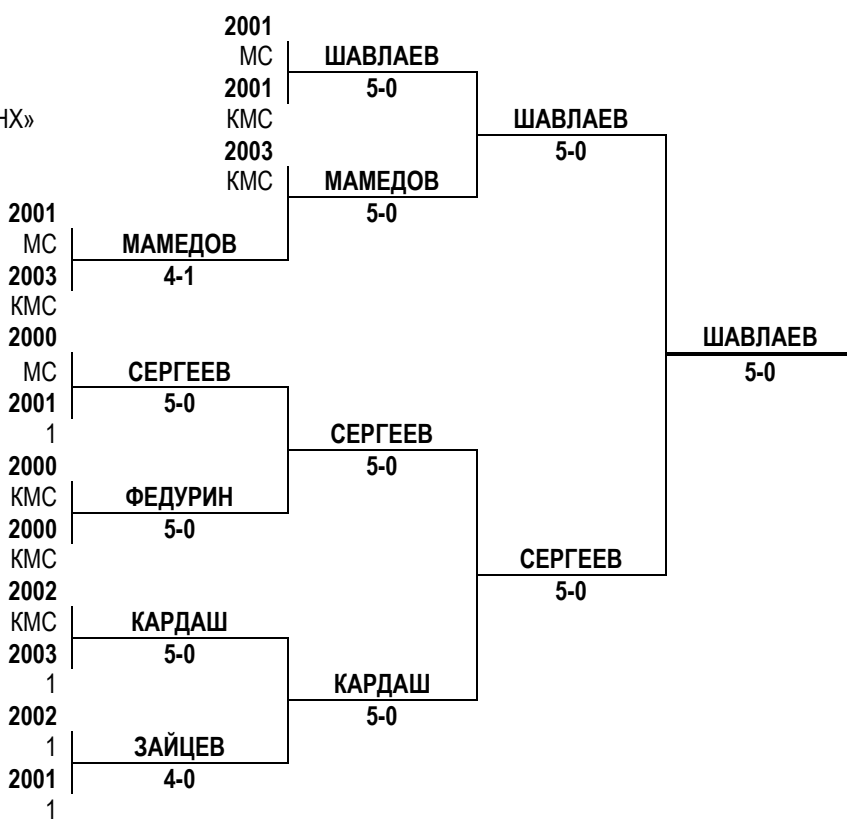 2001
МС ШАВЛАЕВ
2001 5-0
НХ» КМС ШАВЛАЕВ
2003 5-0
КМС МАМЕДОВ
2001 5-0
МС МАМЕДОВ
2003 4-1
КМС
2000 ШАВЛАЕВ
МС СЕРГЕЕВ 5-0
2001 5-0
1 СЕРГЕЕВ
2000 5-0
КМС ФЕДУРИН
2000 5-0
КМС СЕРГЕЕВ
2002 5-0
КМС КАРДАШ
2003 5-0
1 КАРДАШ
2002 5-0
1 ЗАЙЦЕВ
2001 4-0
1